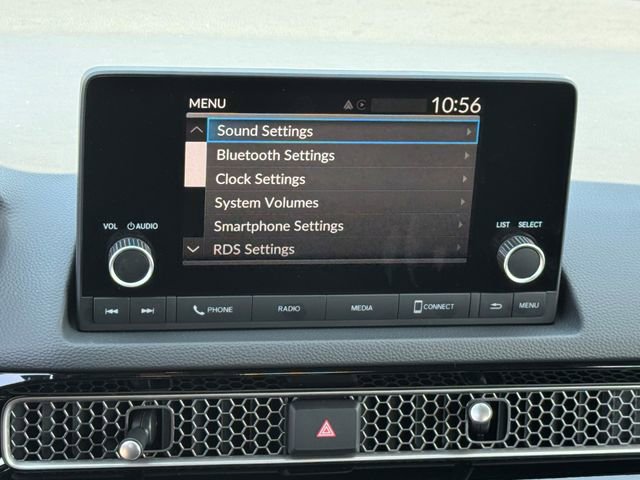 MENU 10:56
Sound Settings
Bluetooth Settings
Clock Settings
System Volumes
Smartphone Settings
RDS Settings
VOL AUDIO
LIST SELECT
PHONE RADIO MEDIA CONNECT MENU